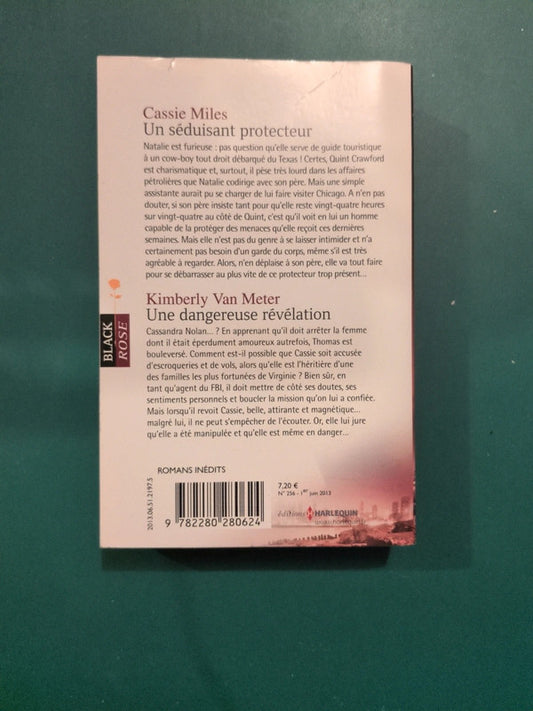 Cassie Miles
Un séduisant protecteur
Natalie est furieuse : pas question qu'elle serve de guide touristique
à un cow-boy tout droit débarqué du Texas ! Certes, Quint Crawford
est charismatique et, surtout, il pèse très lourd dans les affaires
pétrolières que Natalie codirige avec son père. Mais une simple
assistante aurait pu se charger de lui faire visiter Chicago. A n'en pas
douter, si son père insiste tant pour qu'elle reste vingt-quatre heures
sur vingt-quatre au côté de Quint, c'est qu'il voit en lui un homme
capable de la protéger des menaces qu'elle reçoit ces dernières
semaines. Mais elle n'est pas du genre à se laisser intimider et n'a
certainement pas besoin d'un garde du corps, même s'il est très
agréable à regarder. Alors, n'en déplaise à son père, elle va tout faire
pour se débarrasser au plus vite de ce protecteur trop présent...
Kimberly Van Meter
Une dangereuse révélation
Cassandra Nolan... ? En apprenant qu'il doit arrêter la femme
dont il était éperdument amoureux autrefois, Thomas est
bouleversé. Comment est-il possible que Cassie soit accusée
d'escroqueries et de vols, alors qu'elle est l'héritière d'une
des familles les plus fortunées de Virginie ? Bien sûr, en
tant qu'agent du FBI, il doit mettre de côté ses doutes, ses
sentiments personnels et boucler la mission qu'on lui a confiée.
Mais lorsqu'il revoit Cassie, belle, attirante et magnétique...
malgré lui, il ne peut s'empêcher de l'écouter. Or, elle lui jure
qu'elle a été manipulée et qu'elle est même en danger...
BLACK
ROSE
ROMANS INÉDITS
2013.06.51.2197.5
9 782280 280624
7,20 €
N° 256 - 1er juin 2013
éditions HARLEQUIN